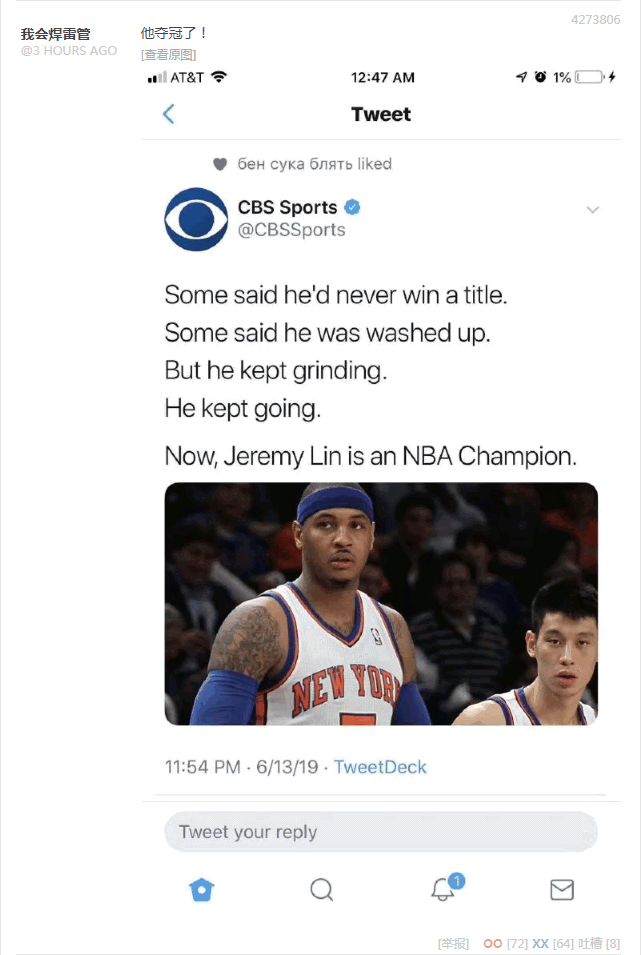 4273806
我会焊雷管
@3 HOURS AGO
他夺冠了！
[查看原图]
AT&T 12:47 AM 1%
Tweet
бен сука блять liked
CBS Sports
@CBSSports
Some said he'd never win a title.
Some said he was washed up.
But he kept grinding.
He kept going.
Now, Jeremy Lin is an NBA Champion.
NEW YORK
11:54 PM · 6/13/19 · TweetDeck
Tweet your reply
1
[举报] OO [72] XX [64] 吐槽 [8]